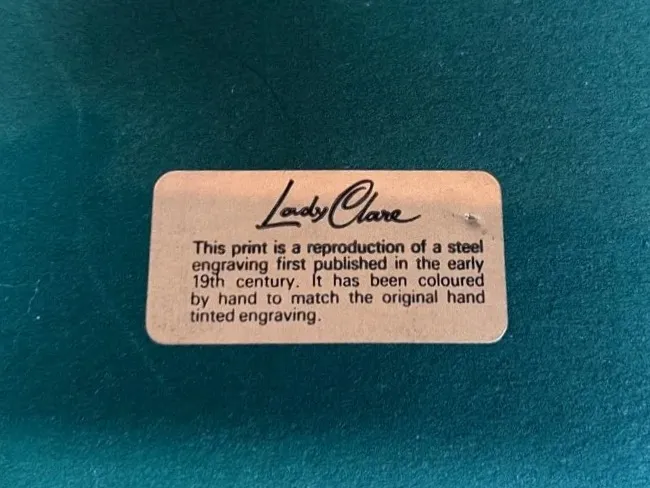 Lady Clare
This print is a reproduction of a steel
engraving first published in the early
19th century. It has been coloured
by hand to match the original hand
tinted engraving.